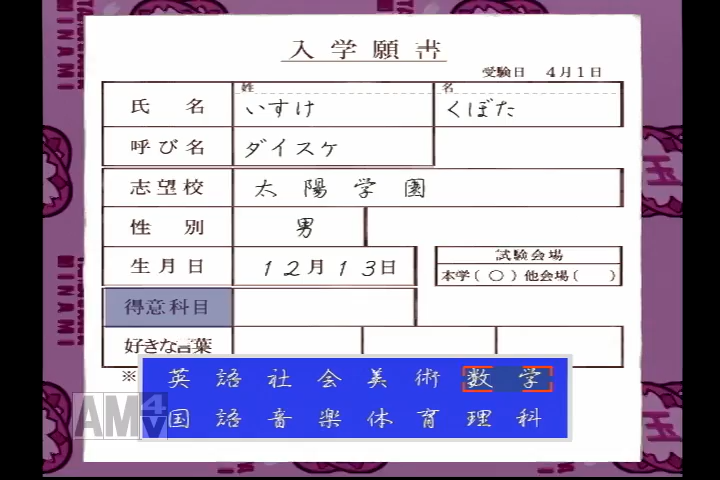 入学願書
受験日 4月1日
氏名 姓 いすけ 名 くぼた
呼び名 ダイスケ
志望校 太陽学園
性別 男
生月日 12月13日
試験会場
本学(○)他会場( )
得意科目
好きな言葉
※
英語 社会 美術 数学
国語 音楽 体育 理科
AM4V
MINAMI
MINAMI